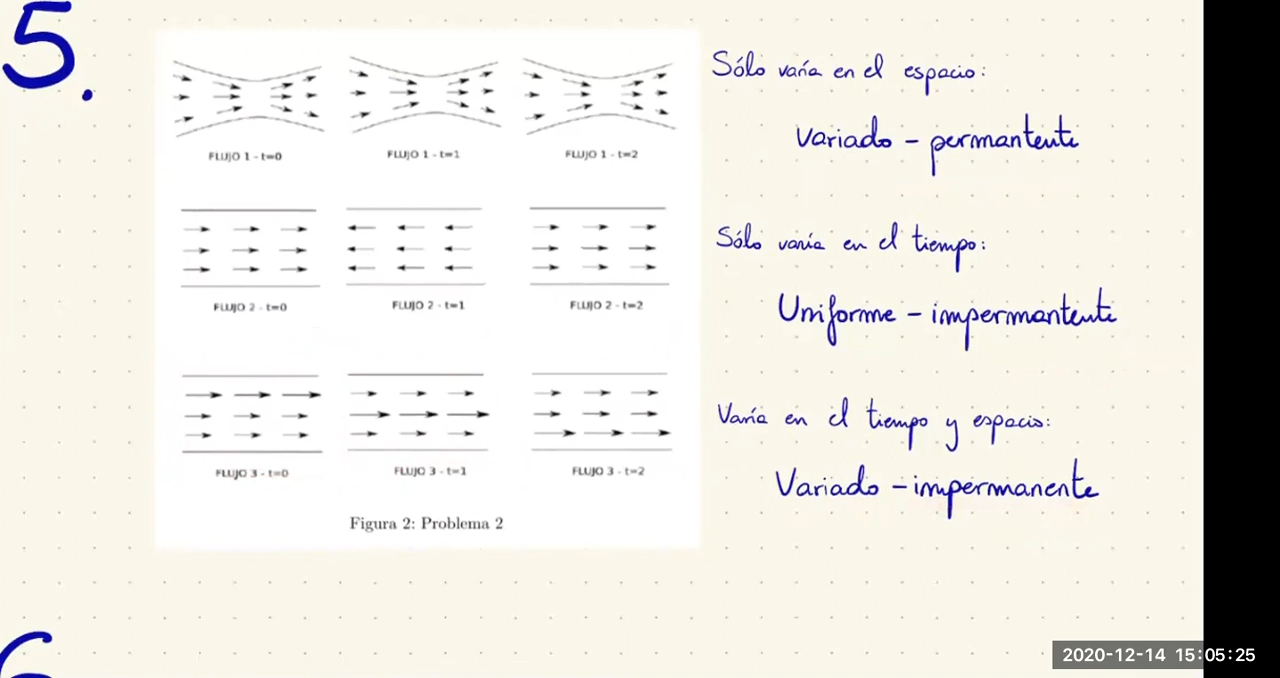 5.
FLUJO 1 - t=0
FLUJO 1 - t=1
FLUJO 1 - t=2
Sólo varía en el espacio:
Variado - permantente
FLUJO 2 - t=0
FLUJO 2 - t=1
FLUJO 2 - t=2
Sólo varía en el tiempo:
Uniforme - impermantente
FLUJO 3 - t=0
FLUJO 3 - t=1
FLUJO 3 - t=2
Varía en el tiempo y espacio:
Variado - impermanente
Figura 2: Problema 2
2020-12-14 15:05:25